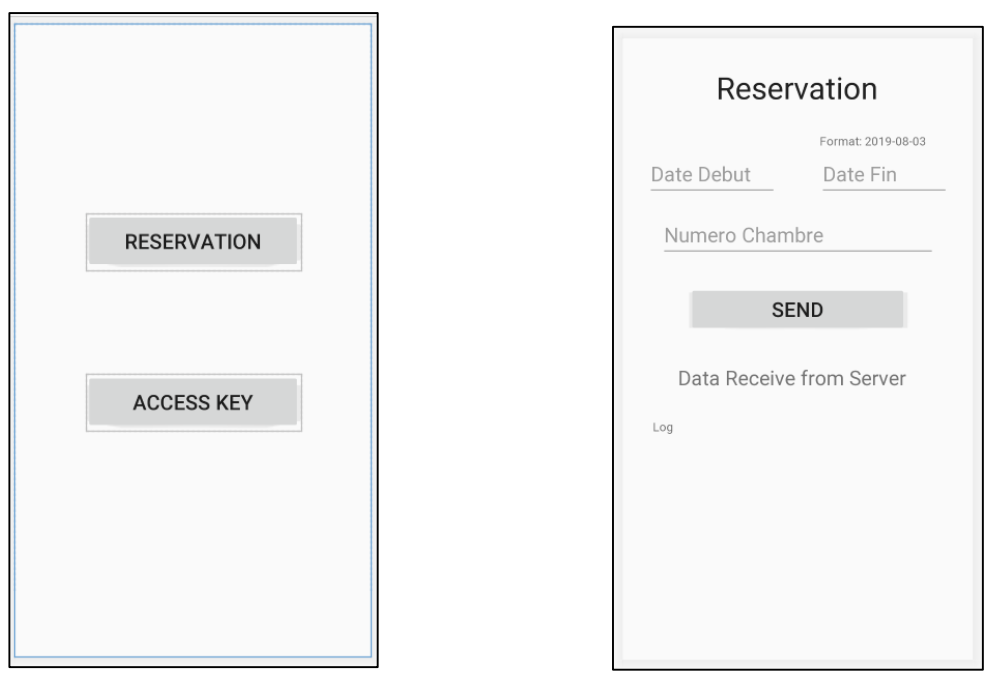 RESERVATION
ACCESS KEY
Reservation
Format: 2019-08-03
Date Debut Date Fin
Numero Chambre
SEND
Data Receive from Server
Log